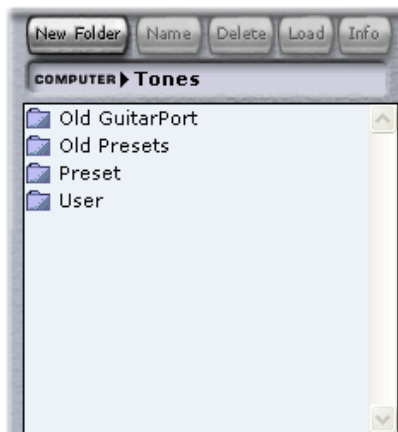 New Folder Name Delete Load Info
COMPUTER Tones
Old GuitarPort
Old Presets
Preset
User